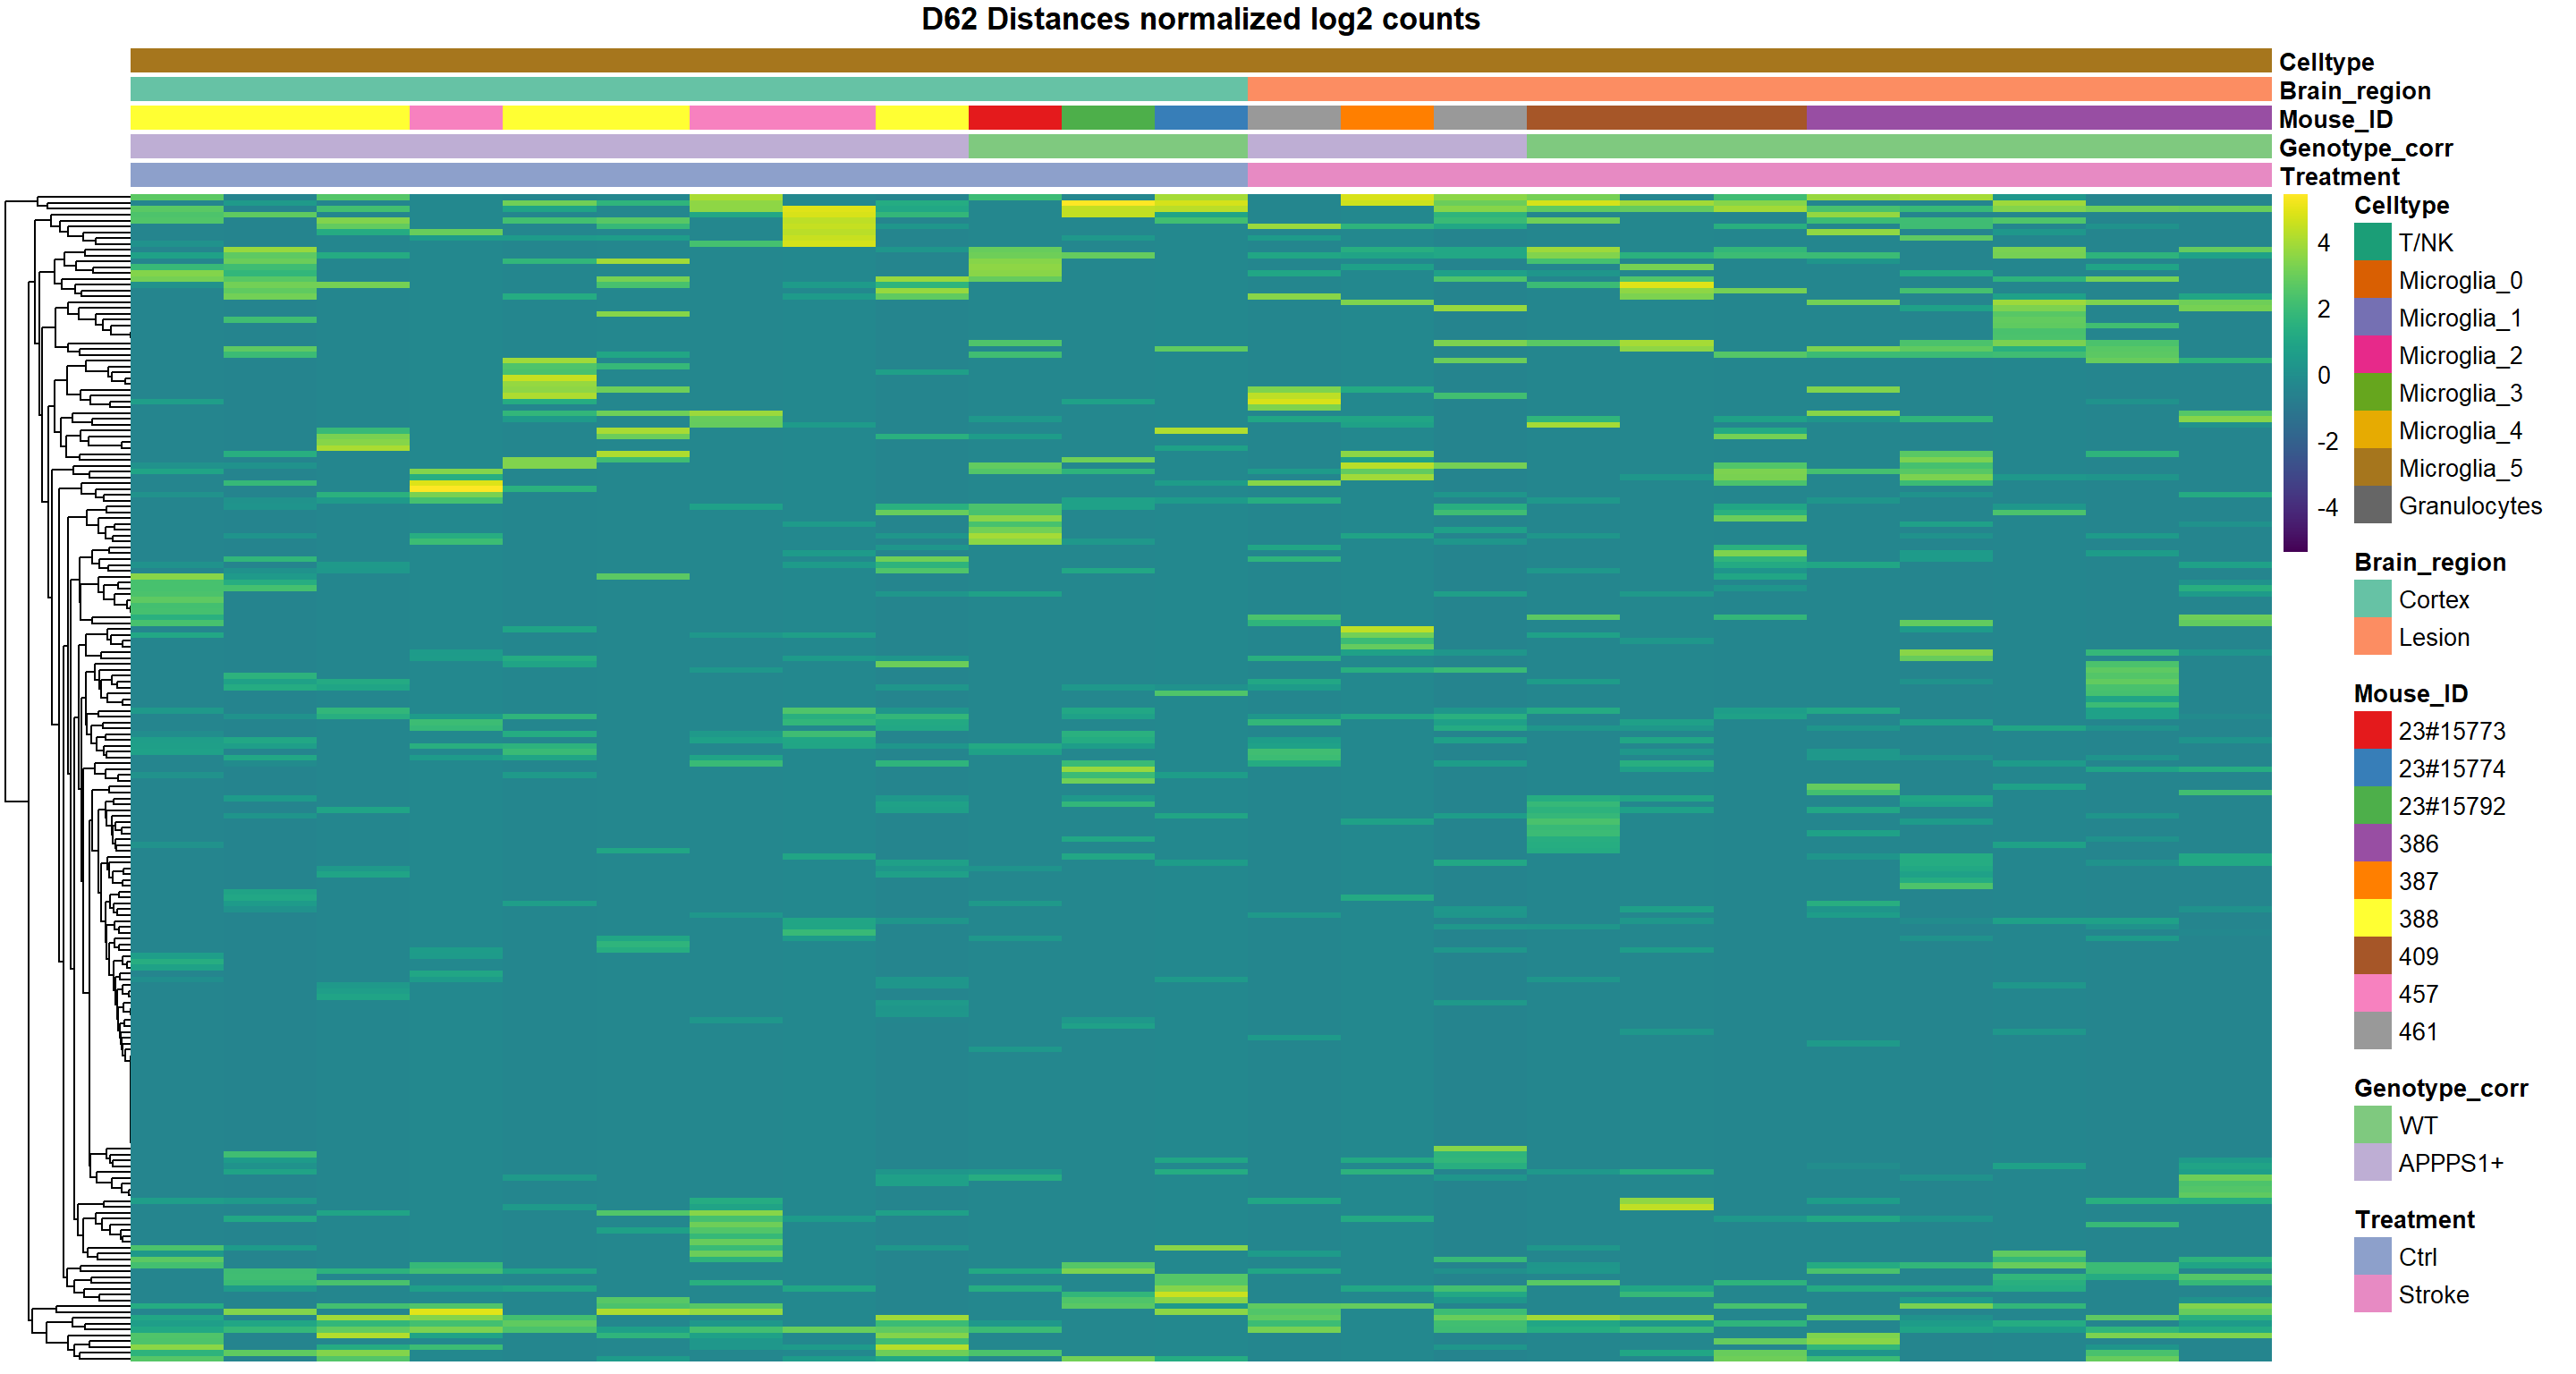 D62 Distances normalized log2 counts
Celltype
Brain_region
Mouse_ID
Genotype_corr
Treatment
4
2
0
-2
-4
Celltype
T/NK
Microglia_0
Microglia_1
Microglia_2
Microglia_3
Microglia_4
Microglia_5
Granulocytes
Brain_region
Cortex
Lesion
Mouse_ID
23#15773
23#15774
23#15792
386
387
388
409
457
461
Genotype_corr
WT
APPPS1+
Treatment
Ctrl
Stroke